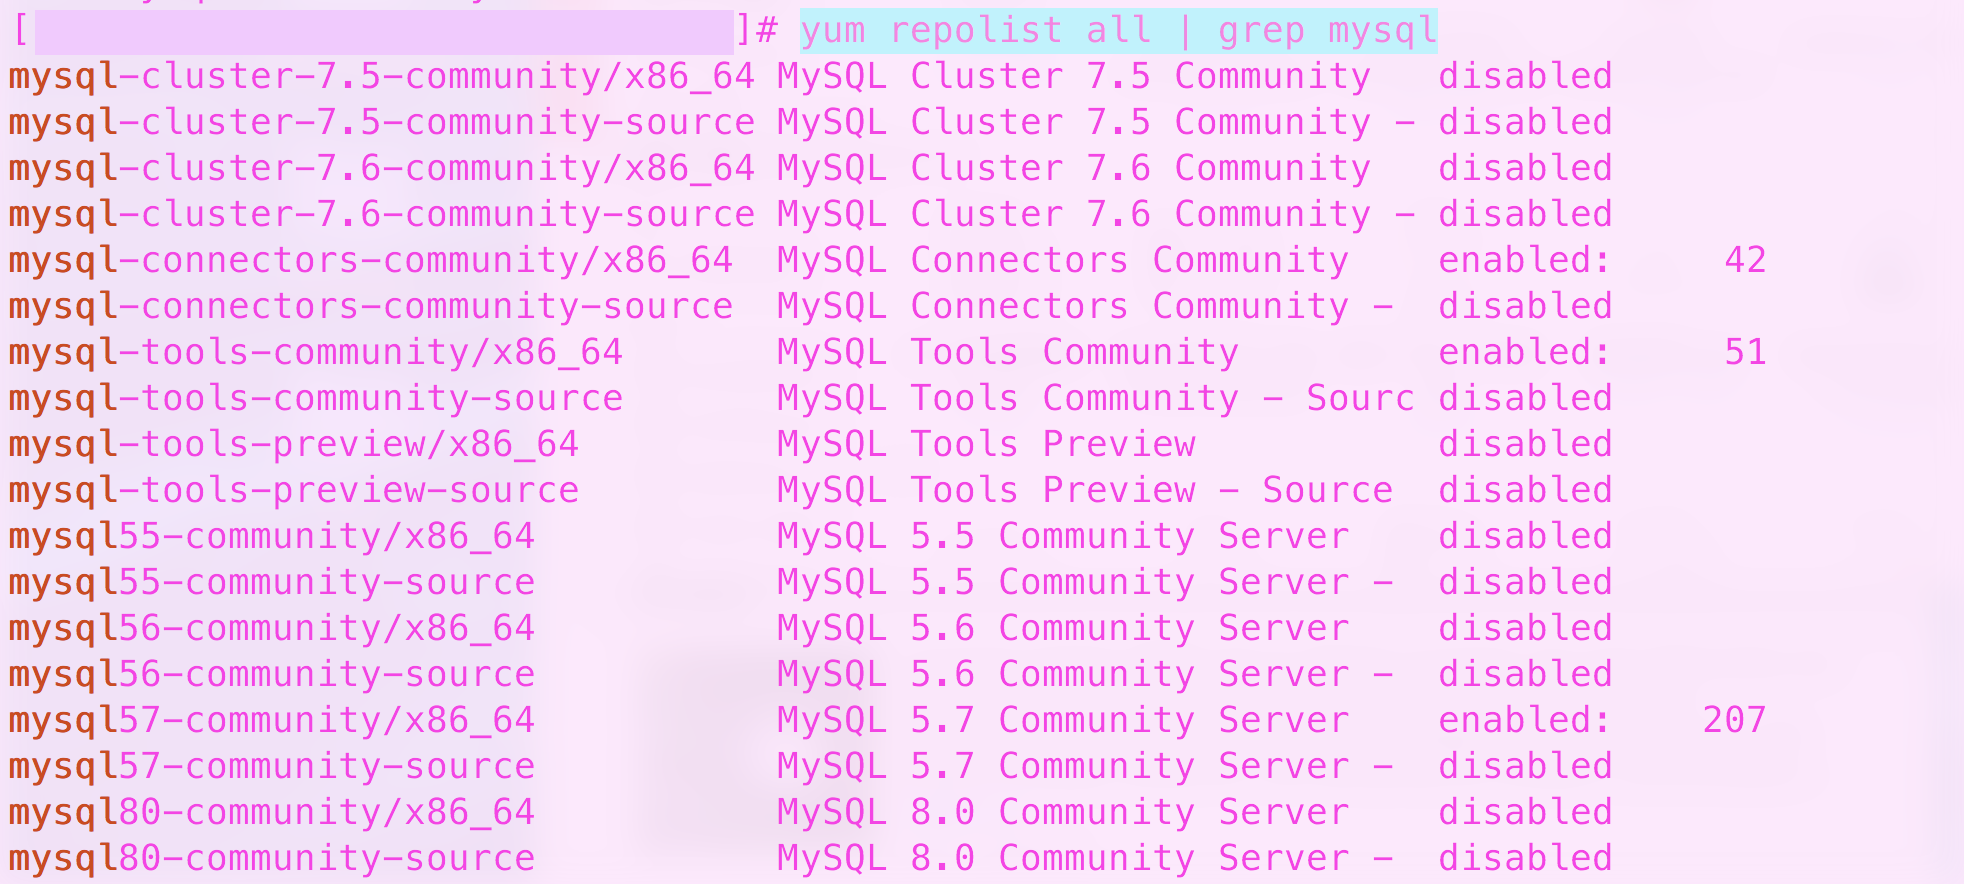 [ ]# yum repolist all | grep mysql
mysql-cluster-7.5-community/x86_64 MySQL Cluster 7.5 Community   disabled
mysql-cluster-7.5-community-source MySQL Cluster 7.5 Community - disabled
mysql-cluster-7.6-community/x86_64 MySQL Cluster 7.6 Community   disabled
mysql-cluster-7.6-community-source MySQL Cluster 7.6 Community - disabled
mysql-connectors-community/x86_64  MySQL Connectors Community    enabled:     42
mysql-connectors-community-source  MySQL Connectors Community -  disabled
mysql-tools-community/x86_64       MySQL Tools Community         enabled:     51
mysql-tools-community-source       MySQL Tools Community - Sourc disabled
mysql-tools-preview/x86_64         MySQL Tools Preview           disabled
mysql-tools-preview-source         MySQL Tools Preview - Source  disabled
mysql55-community/x86_64           MySQL 5.5 Community Server    disabled
mysql55-community-source           MySQL 5.5 Community Server -  disabled
mysql56-community/x86_64           MySQL 5.6 Community Server    disabled
mysql56-community-source           MySQL 5.6 Community Server -  disabled
mysql57-community/x86_64           MySQL 5.7 Community Server    enabled:    207
mysql57-community-source           MySQL 5.7 Community Server -  disabled
mysql80-community/x86_64           MySQL 8.0 Community Server    disabled
mysql80-community-source           MySQL 8.0 Community Server -  disabled